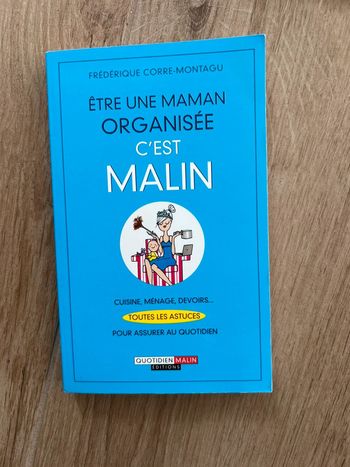 FRÉDÉRIQUE CORRE-MONTAGU
ÊTRE UNE MAMAN
ORGANISÉE
C'EST
MALIN
CUISINE, MÉNAGE, DEVOIRS...
TOUTES LES ASTUCES
POUR ASSURER AU QUOTIDIEN
QUOTIDIEN MALIN
ÉDITIONS